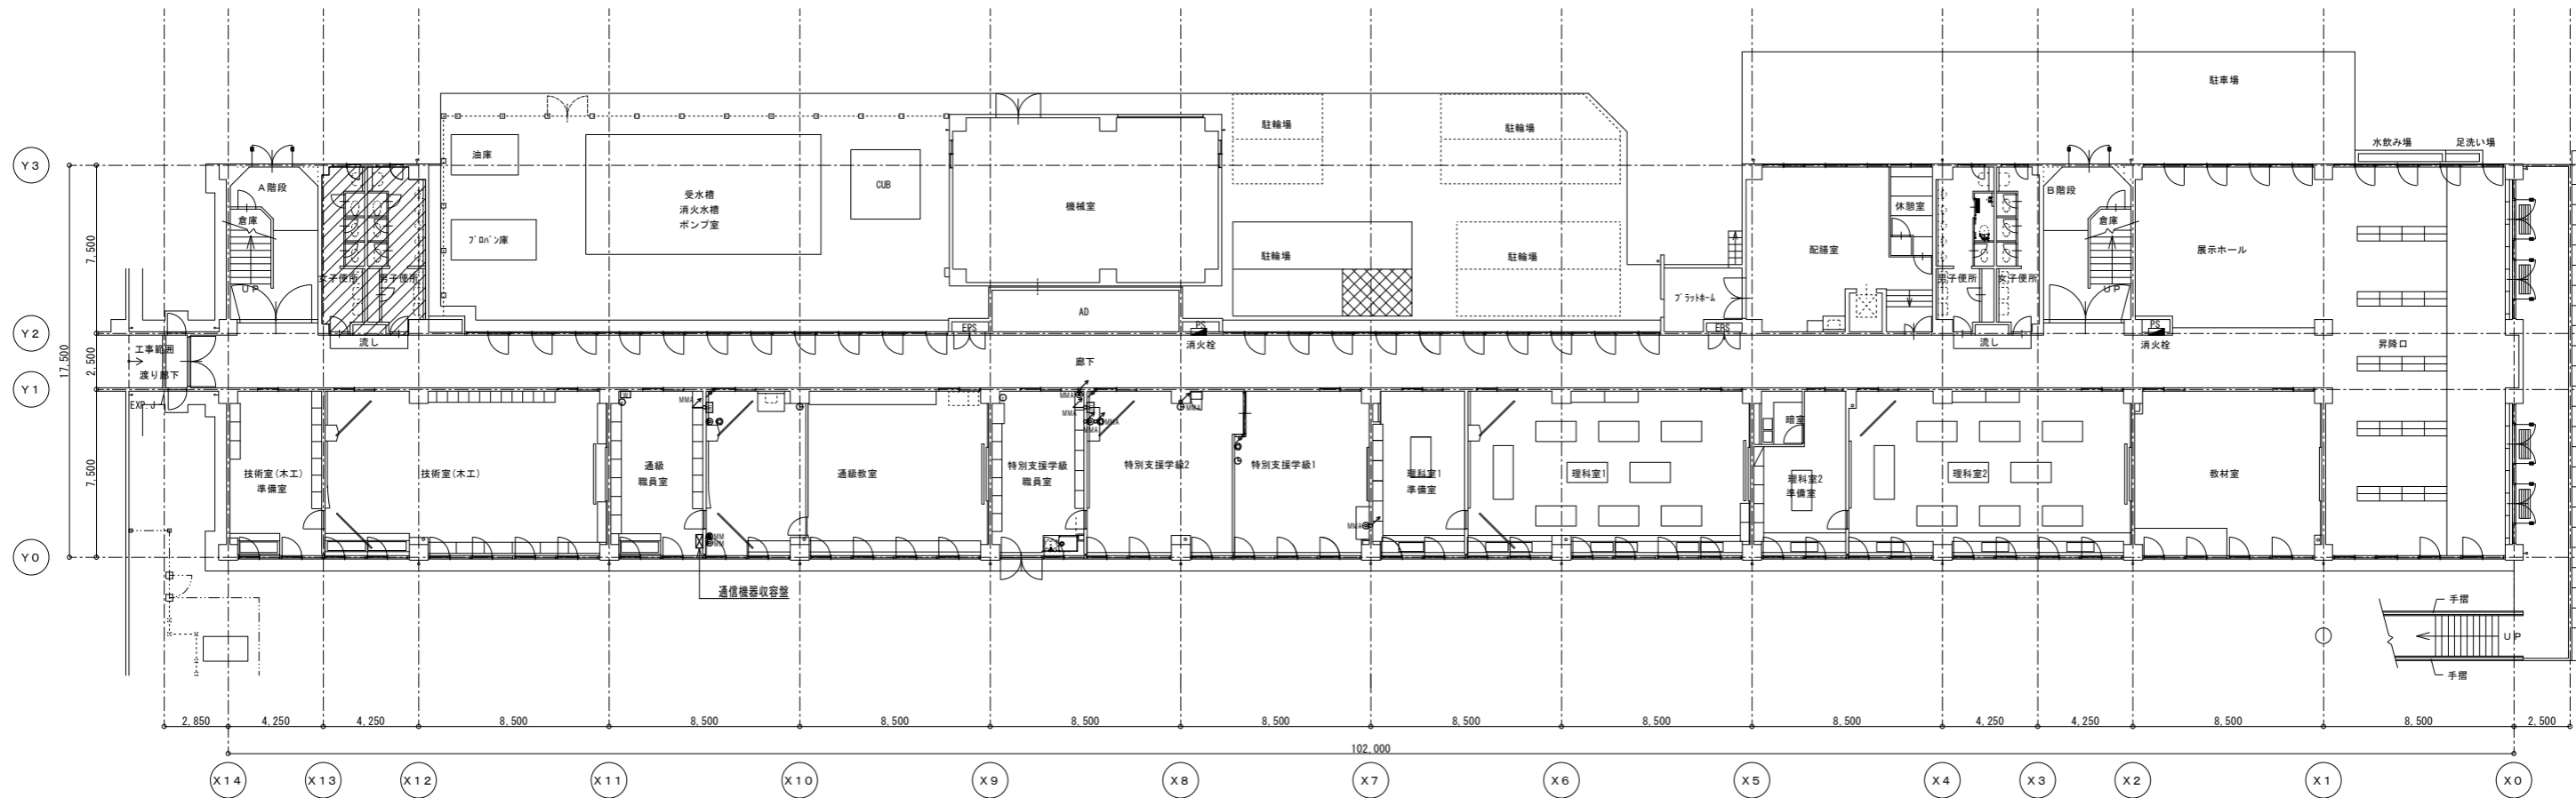 駐車場
Y3
油庫
駐輪場
駐輪場
水飲み場
足洗い場
A階段
倉庫
受水槽
消火水槽
ポンプ室
CUB
機械室
プロパン庫
駐輪場
駐輪場
配膳室
休憩室
B階段
倉庫
展示ホール
7,500
女子便所
男子便所
UP
プラットホーム
男子便所
女子便所
UP
AD
EPS
PS
EPS
PS
Y2
工事範囲
流し
消火栓
廊下
流し
消火栓
昇降口
17,500
2,500
渡り廊下
Y1
EXP.J
MMA
MMA
MMA
MMA
MMA
MMA
暗室
7,500
技術室(木工)
準備室
技術室(木工)
通級
職員室
通級教室
特別支援学級
職員室
特別支援学級2
特別支援学級1
理科室1
準備室
理科室1
理科室2
準備室
理科室2
教材室
MM
MM
MMA
Y0
通信機器収容盤
手摺
UP
手摺
2,850
4,250
4,250
8,500
8,500
8,500
8,500
8,500
8,500
8,500
8,500
4,250
4,250
8,500
8,500
2,500
102,000
X14
X13
X12
X11
X10
X9
X8
X7
X6
X5
X4
X3
X2
X1
X0